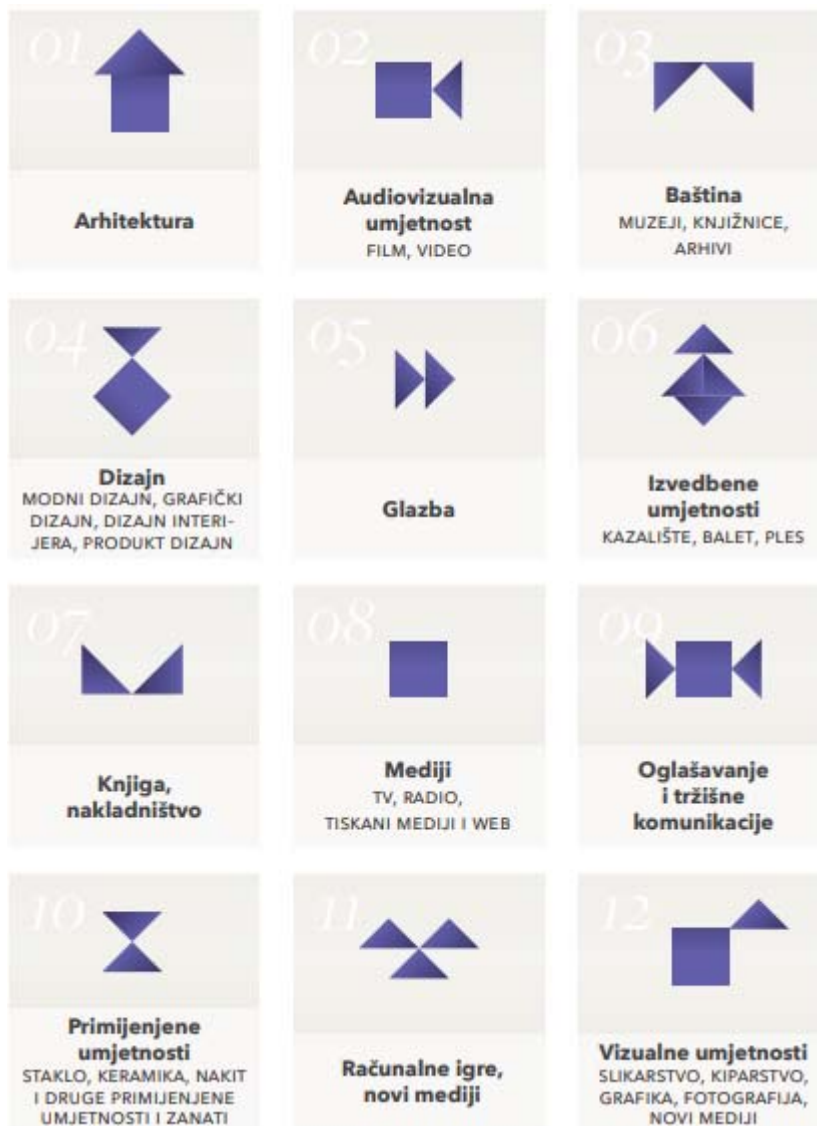 01
Arhitektura
02
Audiovizualna
umjetnost
FILM, VIDEO
03
Baština
MUZEJI, KNJIŽNICE,
ARHIVI
04
Dizajn
MODNI DIZAJN, GRAFIČKI
DIZAJN, DIZAJN INTERI-
JERA, PRODUKT DIZAJN
05
Glazba
06
Izvedbene
umjetnosti
KAZALIŠTE, BALET, PLES
07
Knjiga,
nakladništvo
08
Mediji
TV, RADIO,
TISKANI MEDIJI I WEB
09
Oglašavanje
i tržišne
komunikacije
10
Primijenjene
umjetnosti
STAKLO, KERAMIKA, NAKIT
I DRUGE PRIMIJENJENE
UMJETNOSTI I ZANATI
11
Računalne igre,
novi mediji
12
Vizualne umjetnosti
SLIKARSTVO, KIPARSTVO,
GRAFIKA, FOTOGRAFIJA,
NOVI MEDIJI